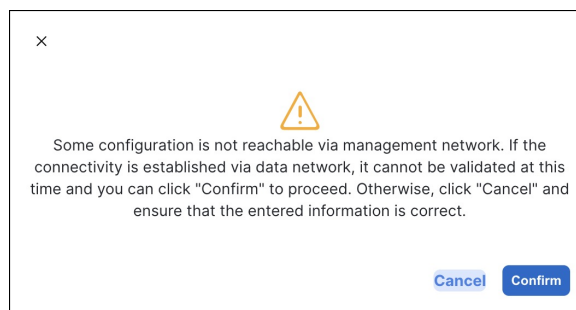 Some configuration is not reachable via management network. If the
connectivity is established via data network, it cannot be validated at this
time and you can click "Confirm" to proceed. Otherwise, click "Cancel" and
ensure that the entered information is correct.
Cancel Confirm